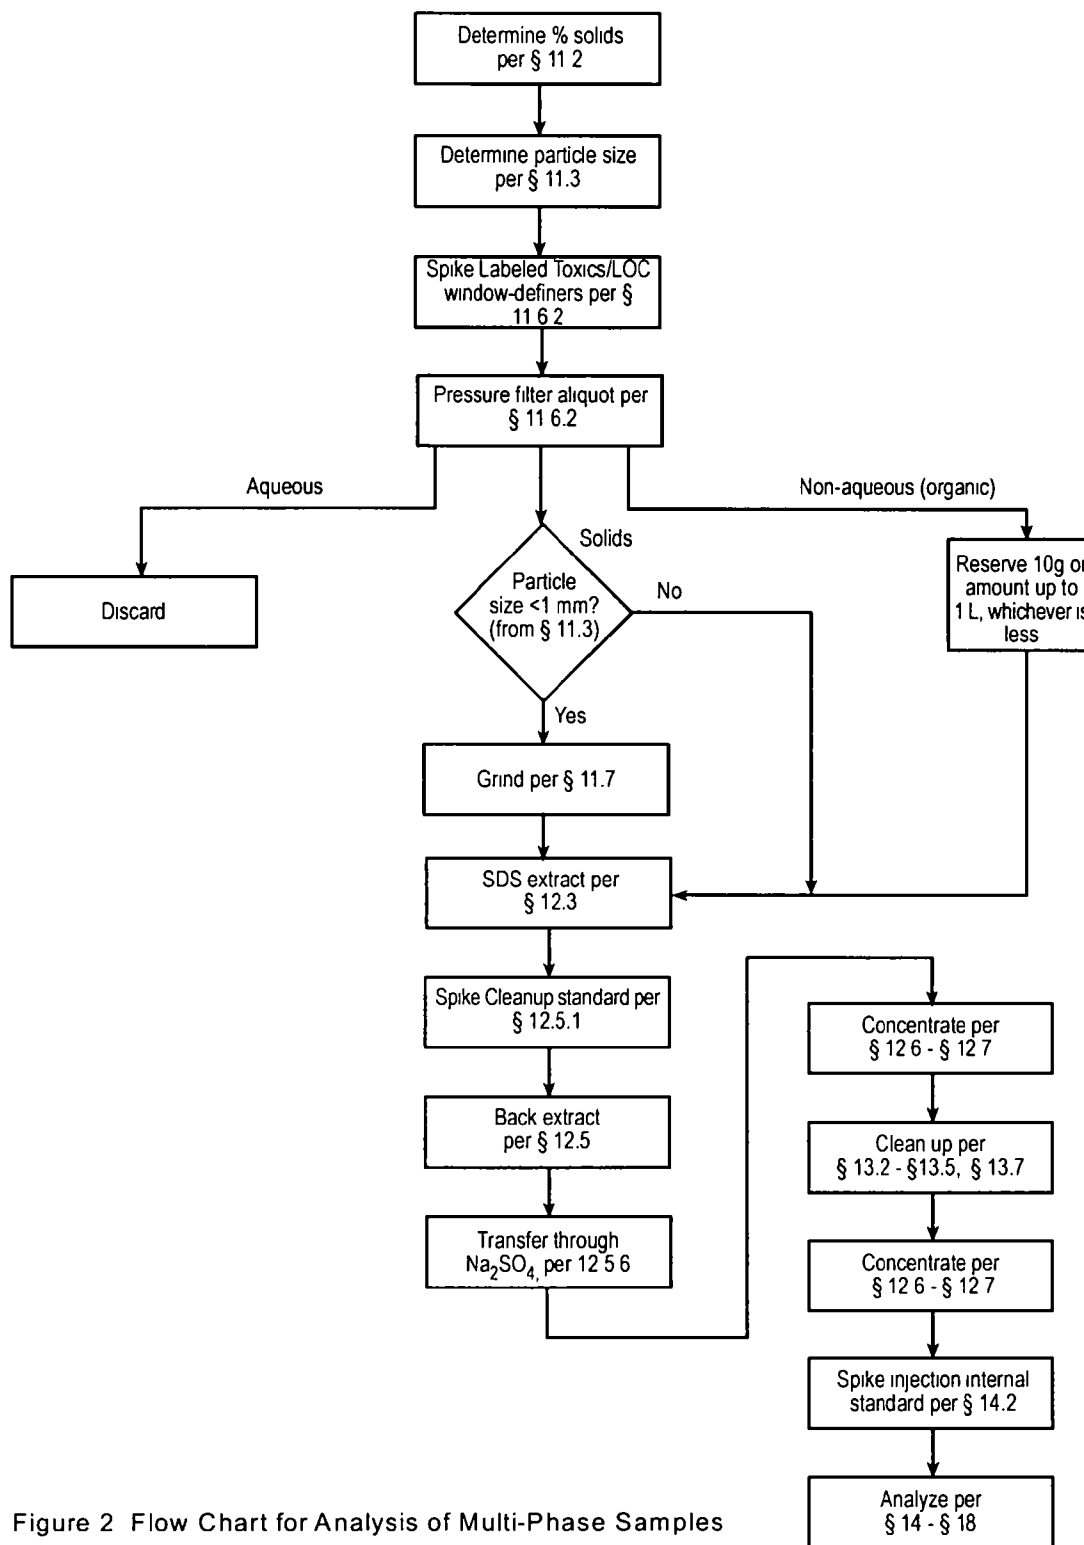 Determine % solids
per § 11 2
Determine particle size
per § 11.3
Spike Labeled Toxics/LOC
window-definers per §
11 6 2
Pressure filter aliquot per
§ 11 6.2
Aqueous
Non-aqueous (organic)
Solids
Discard
Particle
size <1 mm?
(from § 11.3)
No
Reserve 10g or
amount up to
1 L, whichever is
less
Yes
Grind per § 11.7
SDS extract per
§ 12.3
Spike Cleanup standard per
§ 12.5.1
Back extract
per § 12.5
Transfer through
Na2SO4, per 12 5 6
Concentrate per
§ 12 6 - § 12 7
Clean up per
§ 13.2 - §13.5, § 13.7
Concentrate per
§ 12 6 - § 12 7
Spike injection internal
standard per § 14.2
Analyze per
§ 14 - § 18
Figure 2 Flow Chart for Analysis of Multi-Phase Samples